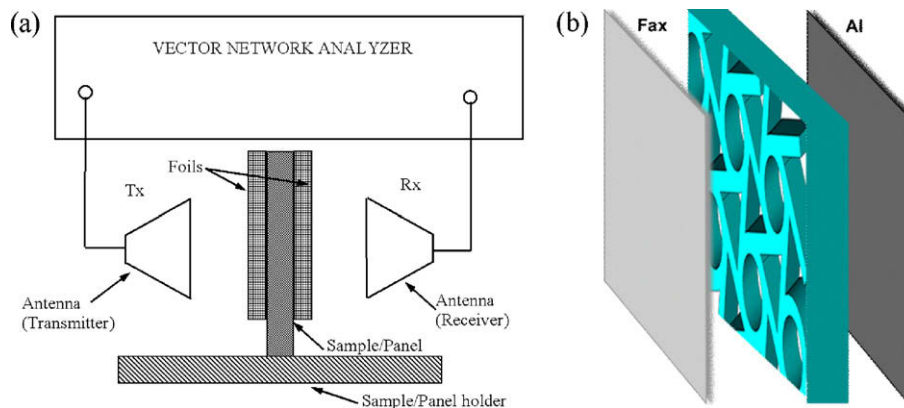 (a)
VECTOR NETWORK ANALYZER
Foils
Tx
Rx
Antenna
(Transmitter)
Antenna
(Receiver)
Sample/Panel
Sample/Panel holder
(b)
Fax
Al